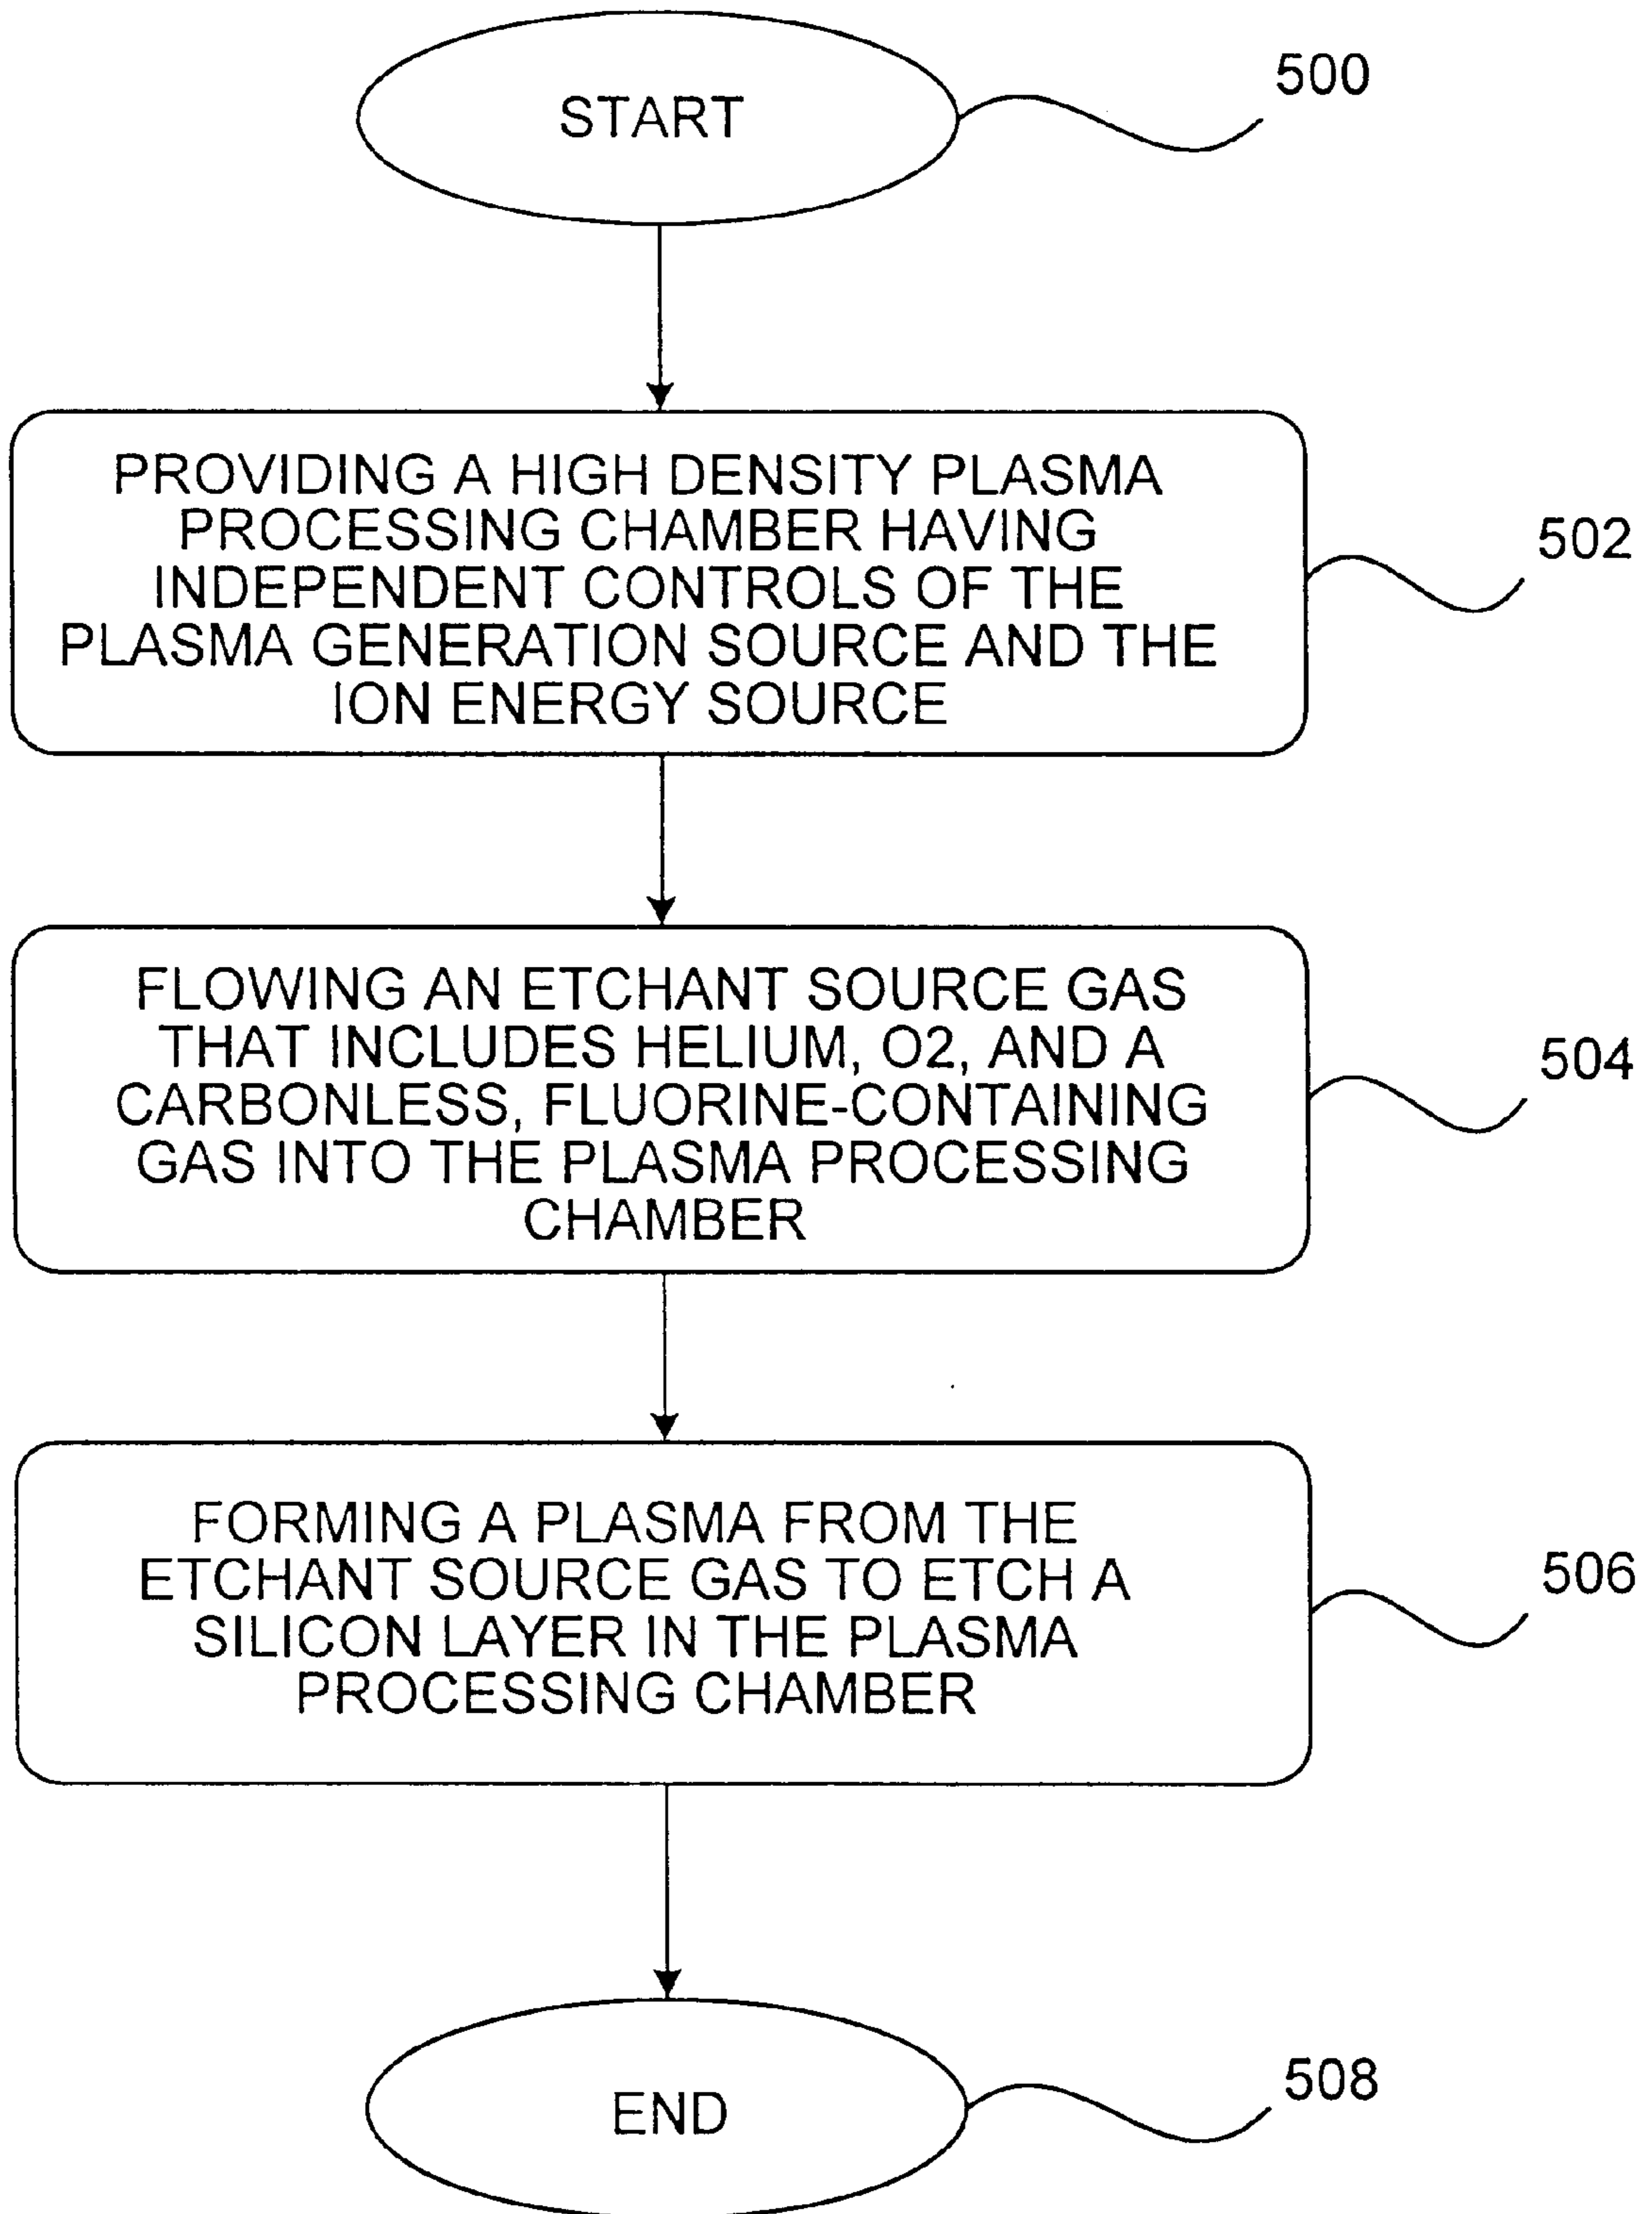 START
500
PROVIDING A HIGH DENSITY PLASMA
PROCESSING CHAMBER HAVING
INDEPENDENT CONTROLS OF THE
PLASMA GENERATION SOURCE AND THE
ION ENERGY SOURCE
502
FLOWING AN ETCHANT SOURCE GAS
THAT INCLUDES HELIUM, O2, AND A
CARBONLESS, FLUORINE-CONTAINING
GAS INTO THE PLASMA PROCESSING
CHAMBER
504
FORMING A PLASMA FROM THE
ETCHANT SOURCE GAS TO ETCH A
SILICON LAYER IN THE PLASMA
PROCESSING CHAMBER
506
END
508